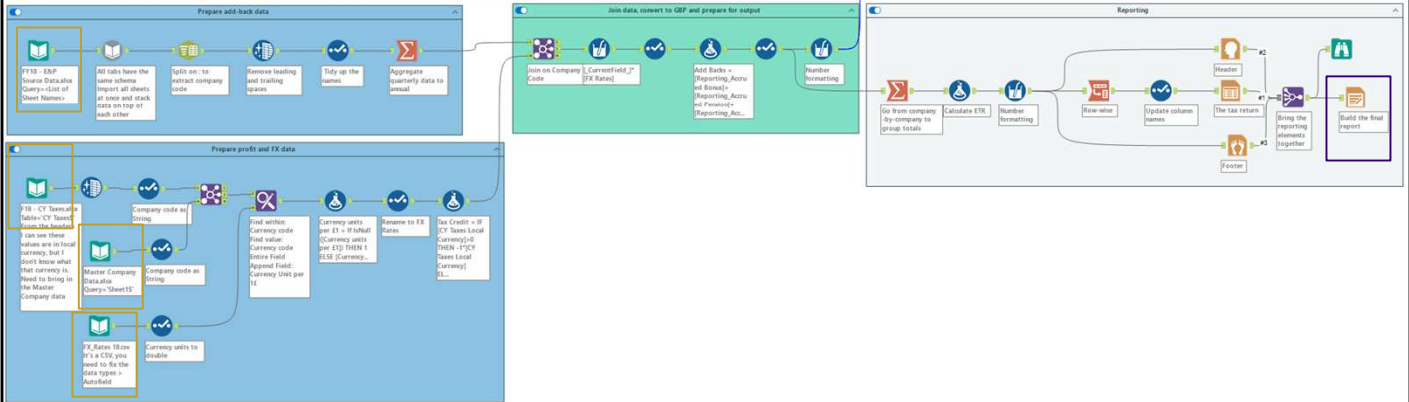 Prepare add-back data
FY18 - E&P
Source Data.xlsx
Query=<List of
Sheet Names>
All tabs have the
same schema
Import all sheets
at once and stack
data on top of
each other
Split on : to
extract company
code
Remove leading
and trailing
spaces
Tidy up the
names
Aggregate
quarterly data to
annual
Join data, convert to GBP and prepare for output
Join on Company
Code
[_CurrentField_]*
[FX Rates]
Add Backs =
[Reporting_Accru
ed Bonus]+
[Reporting_Accru
ed Pension]+
[Reporting_Acc...
Number
formatting
Reporting
Go from company
-by-company to
group totals
Calculate ETR
Number
formatting
Header
#2
Row-wise
Update column
names
The tax return
#1
Footer
#3
Bring the
reporting
elements
together
Build the final
report
Prepare profit and FX data
F18 - CY Taxes.xlsx
Table='CY Taxes$'
From the header
I can see these
values are in local
currency, but I
don't know what
that currency is.
Need to bring in
the Master
Company data
Company code as
String
Master Company
Data.xlsx
Query='Sheet1$'
Company code as
String
FX_Rates 18.csv
It's a CSV, you
need to fix the
data types >
Autofield
Currency units to
double
Find within:
Currency code
Find value:
Currency code
Entire Field
Append Field:
Currency Unit per
1£
Currency units
per £1 = If IsNull
([Currency units
per £1]) THEN 1
ELSE [Currency...
Rename to FX
Rates
Tax Credit = IF
[CY Taxes Local
Currency]>0
THEN -1*[CY
Taxes Local
Currency]
EL...